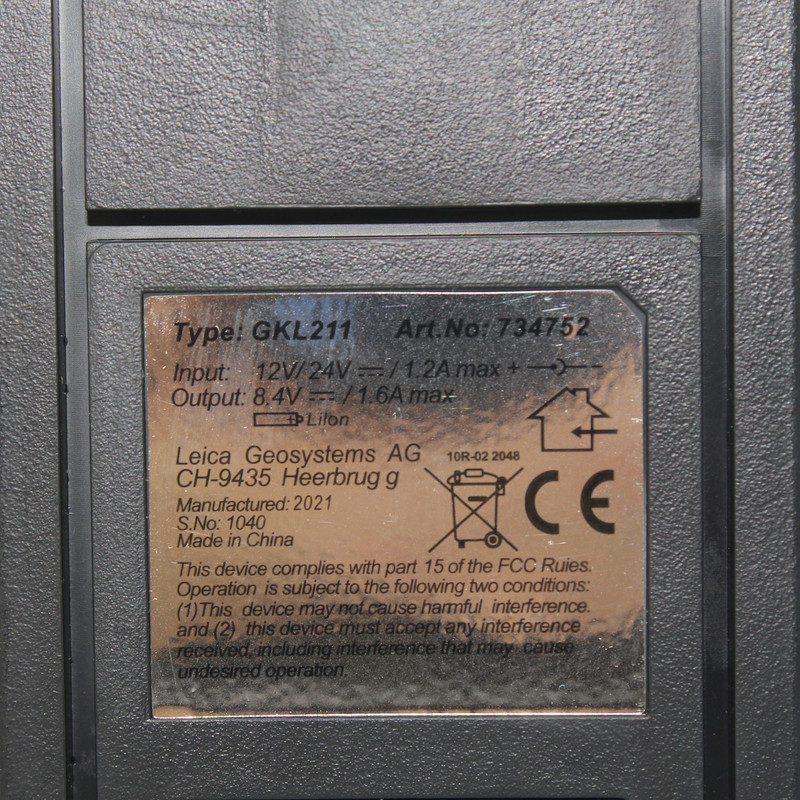 Type: GKL211 Art.No: 734752
Input: 12V/24V ⎓ / 1.2A max + -
Output: 8.4V ⎓ / 1.6A max
+ LiIon
Leica Geosystems AG
CH-9435 Heerbrug g
10R-02 2048
CE
Manufactured: 2021
S.No: 1040
Made in China
This device complies with part 15 of the FCC Ruies.
Operation is subject to the following two conditions:
(1)This device may not cause harmful interference.
and (2) this device must accept any interference
received, including interference that may cause
undesired operation.